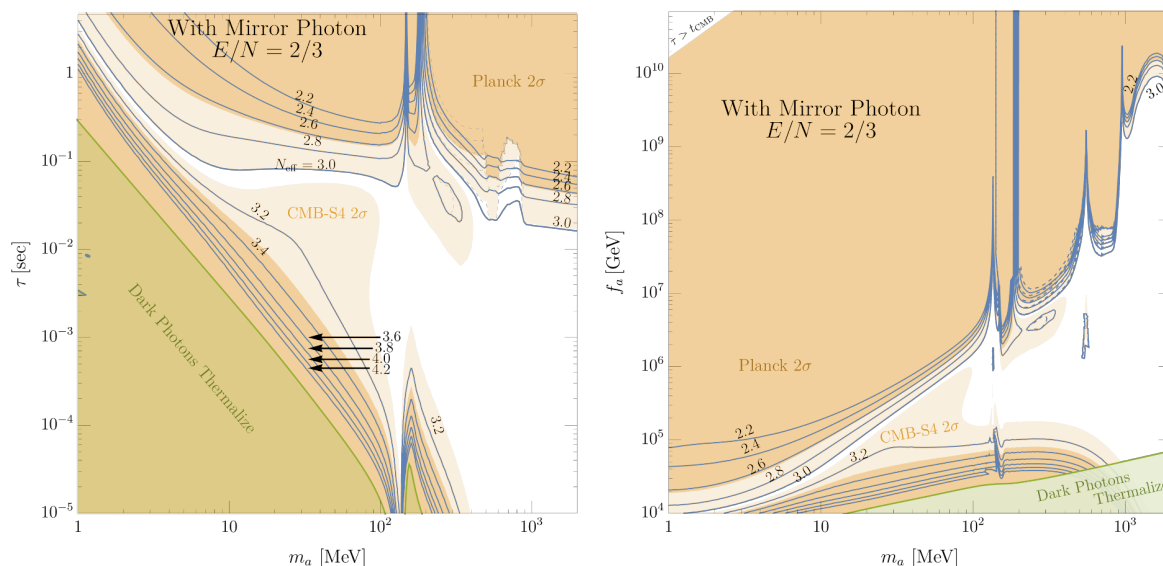 With Mirror Photon
E/N = 2/3
Planck 2σ
2.2
2.4
2.6
2.8
N_eff = 3.0
3.2
3.4
CMB-S4 2σ
2.2
2.4
2.6
2.8
3.0
3.6
3.8
4.0
4.2
3.2
Dark Photons Thermalize
1
10^-1
10^-2
10^-3
10^-4
10^-5
τ [sec]
1
10
10^2
10^3
m_a [MeV]
τ > t_CMB
With Mirror Photon
E/N = 2/3
2.2
3.0
Planck 2σ
2.2
2.4
2.6
2.8
3.0
3.2
CMB-S4 2σ
Dark Photons
Thermalize
10^10
10^9
10^8
10^7
10^6
10^5
10^4
f_a [GeV]
1
10
10^2
10^3
m_a [MeV]